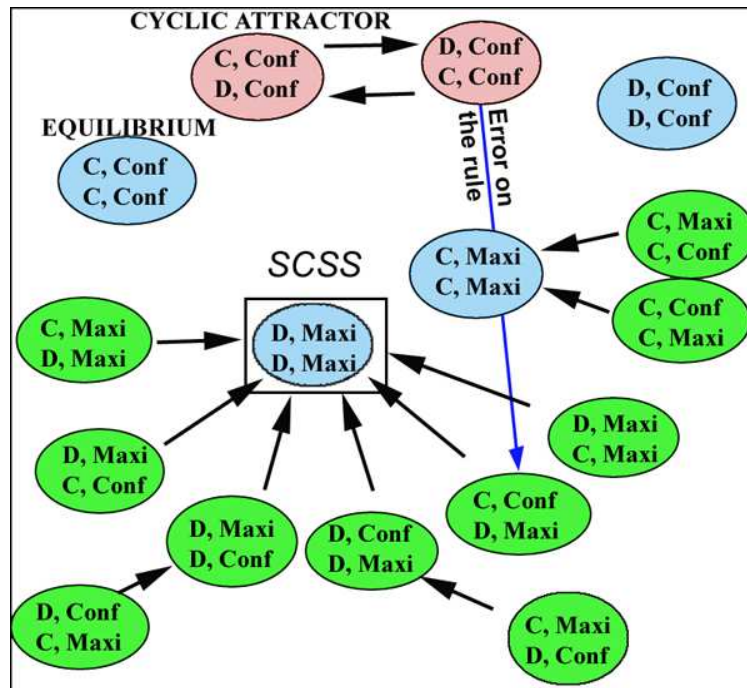 CYCLIC ATTRACTOR
C, Conf
D, Conf
D, Conf
C, Conf
D, Conf
D, Conf
EQUILIBRIUM
C, Conf
C, Conf
Error on
the rule
C, Maxi
C, Conf
C, Maxi
C, Maxi
SCSS
C, Conf
C, Maxi
C, Maxi
D, Maxi
D, Maxi
D, Maxi
D, Maxi
C, Maxi
D, Maxi
C, Conf
C, Conf
D, Maxi
D, Maxi
D, Conf
D, Conf
D, Maxi
D, Conf
C, Maxi
C, Maxi
D, Conf